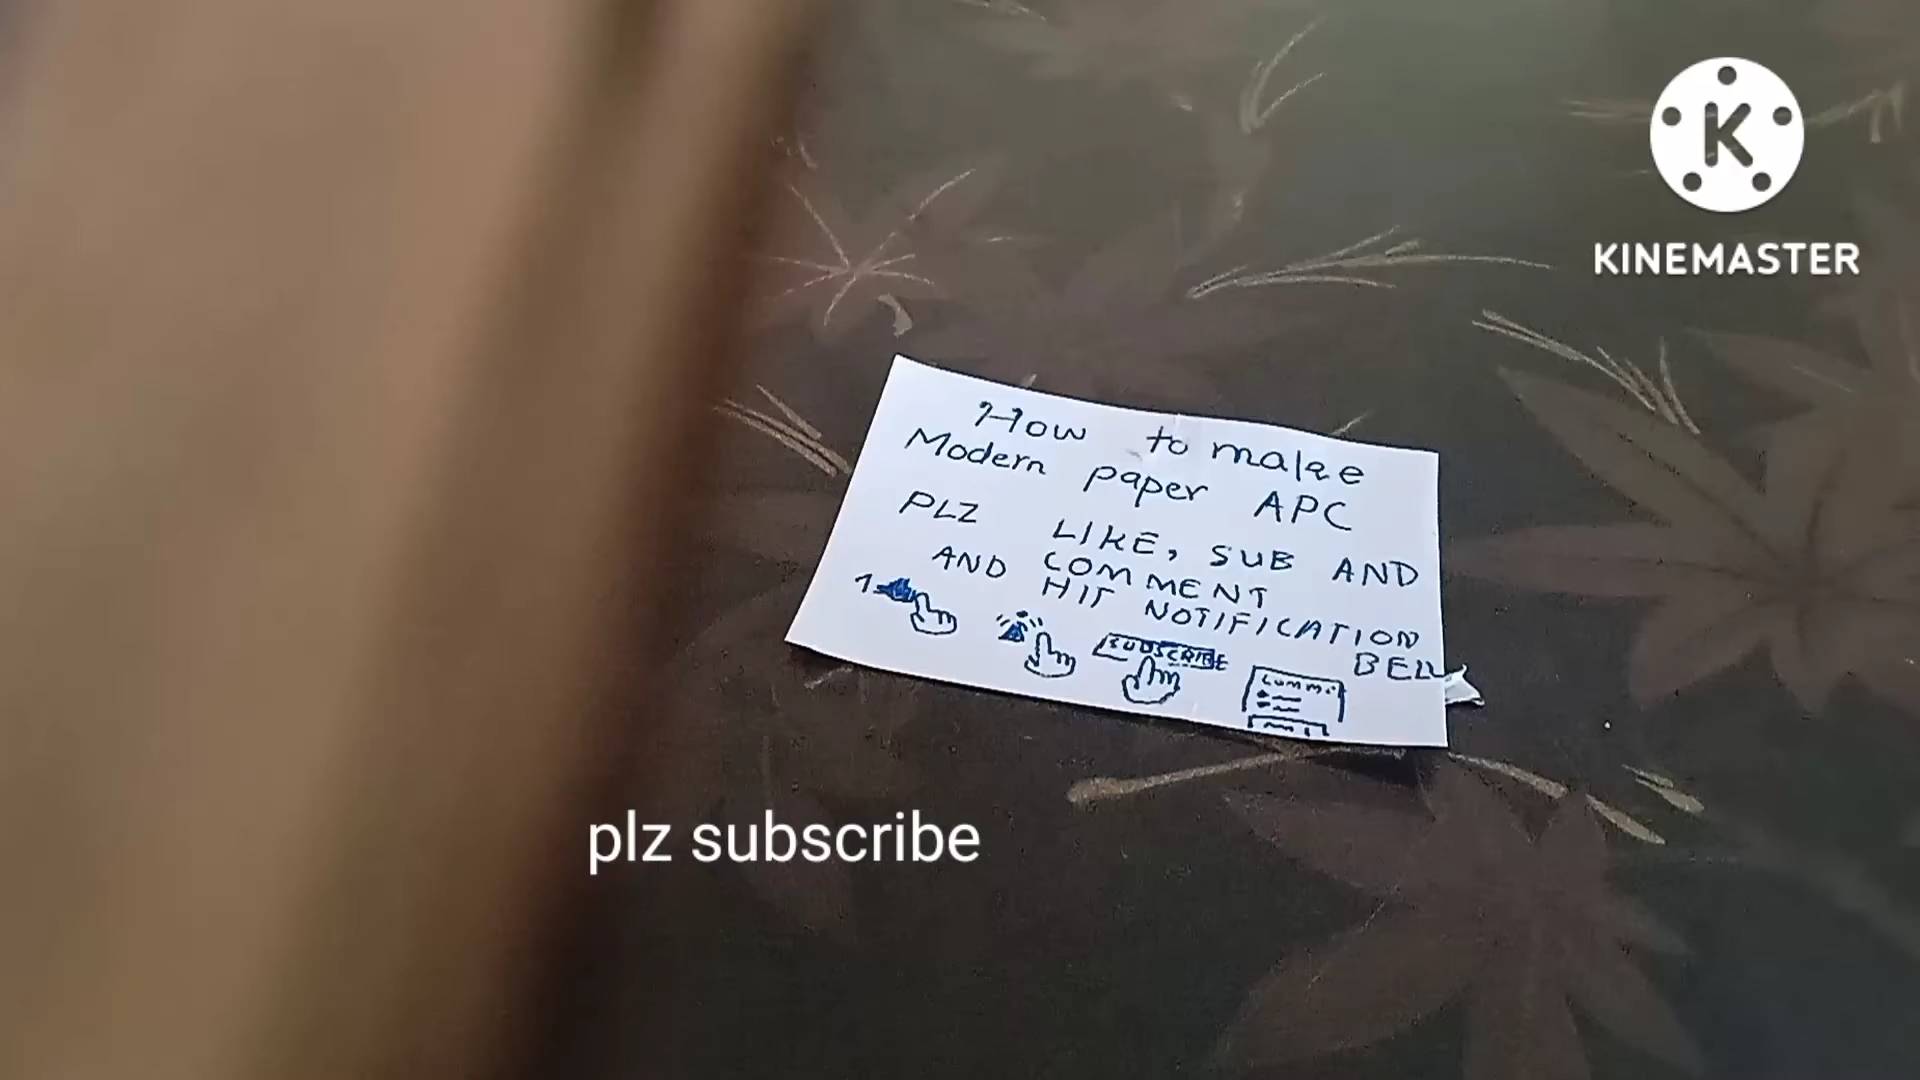 KINEMASTER
How to make
Modern paper APC
PLZ LIKE, SUB AND
AND COMMENT
HIT NOTIFICATION
BELL
SUBSCRIBE
plz subscribe